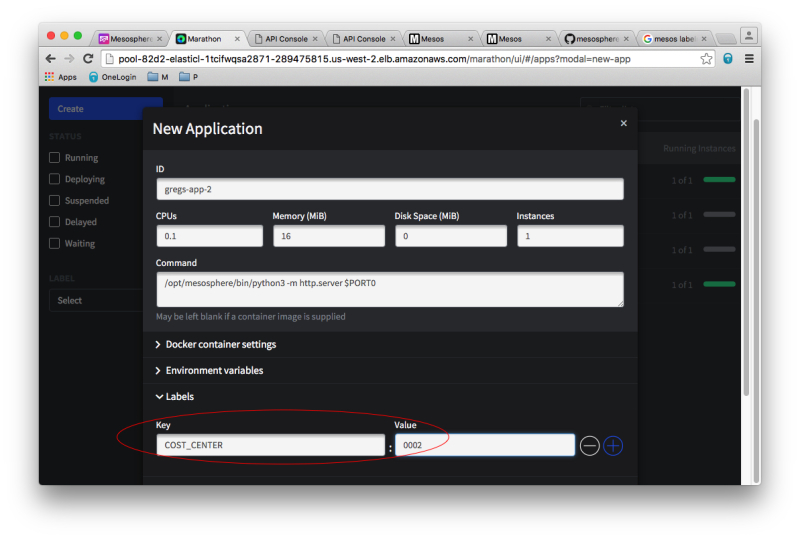 Mesosphere Marathon API Console API Console Mesos Mesos mesosphere mesos label
pool-82d2-elasticl-1tcifwqsa2871-289475815.us-west-2.elb.amazonaws.com/marathon/ui/#/apps?modal=new-app
Apps OneLogin M P
Create
STATUS
Running
Deploying
Suspended
Delayed
Waiting
LABEL
Select
New Application ×
ID
gregs-app-2
CPUs Memory (MiB) Disk Space (MiB) Instances
0.1 16 0 1
Command
/opt/mesosphere/bin/python3 -m http.server $PORT0
May be left blank if a container image is supplied
Docker container settings
Environment variables
Labels
Key Value
COST_CENTER : 0002
Running Instances
1 of 1
1 of 1
1 of 1
1 of 1